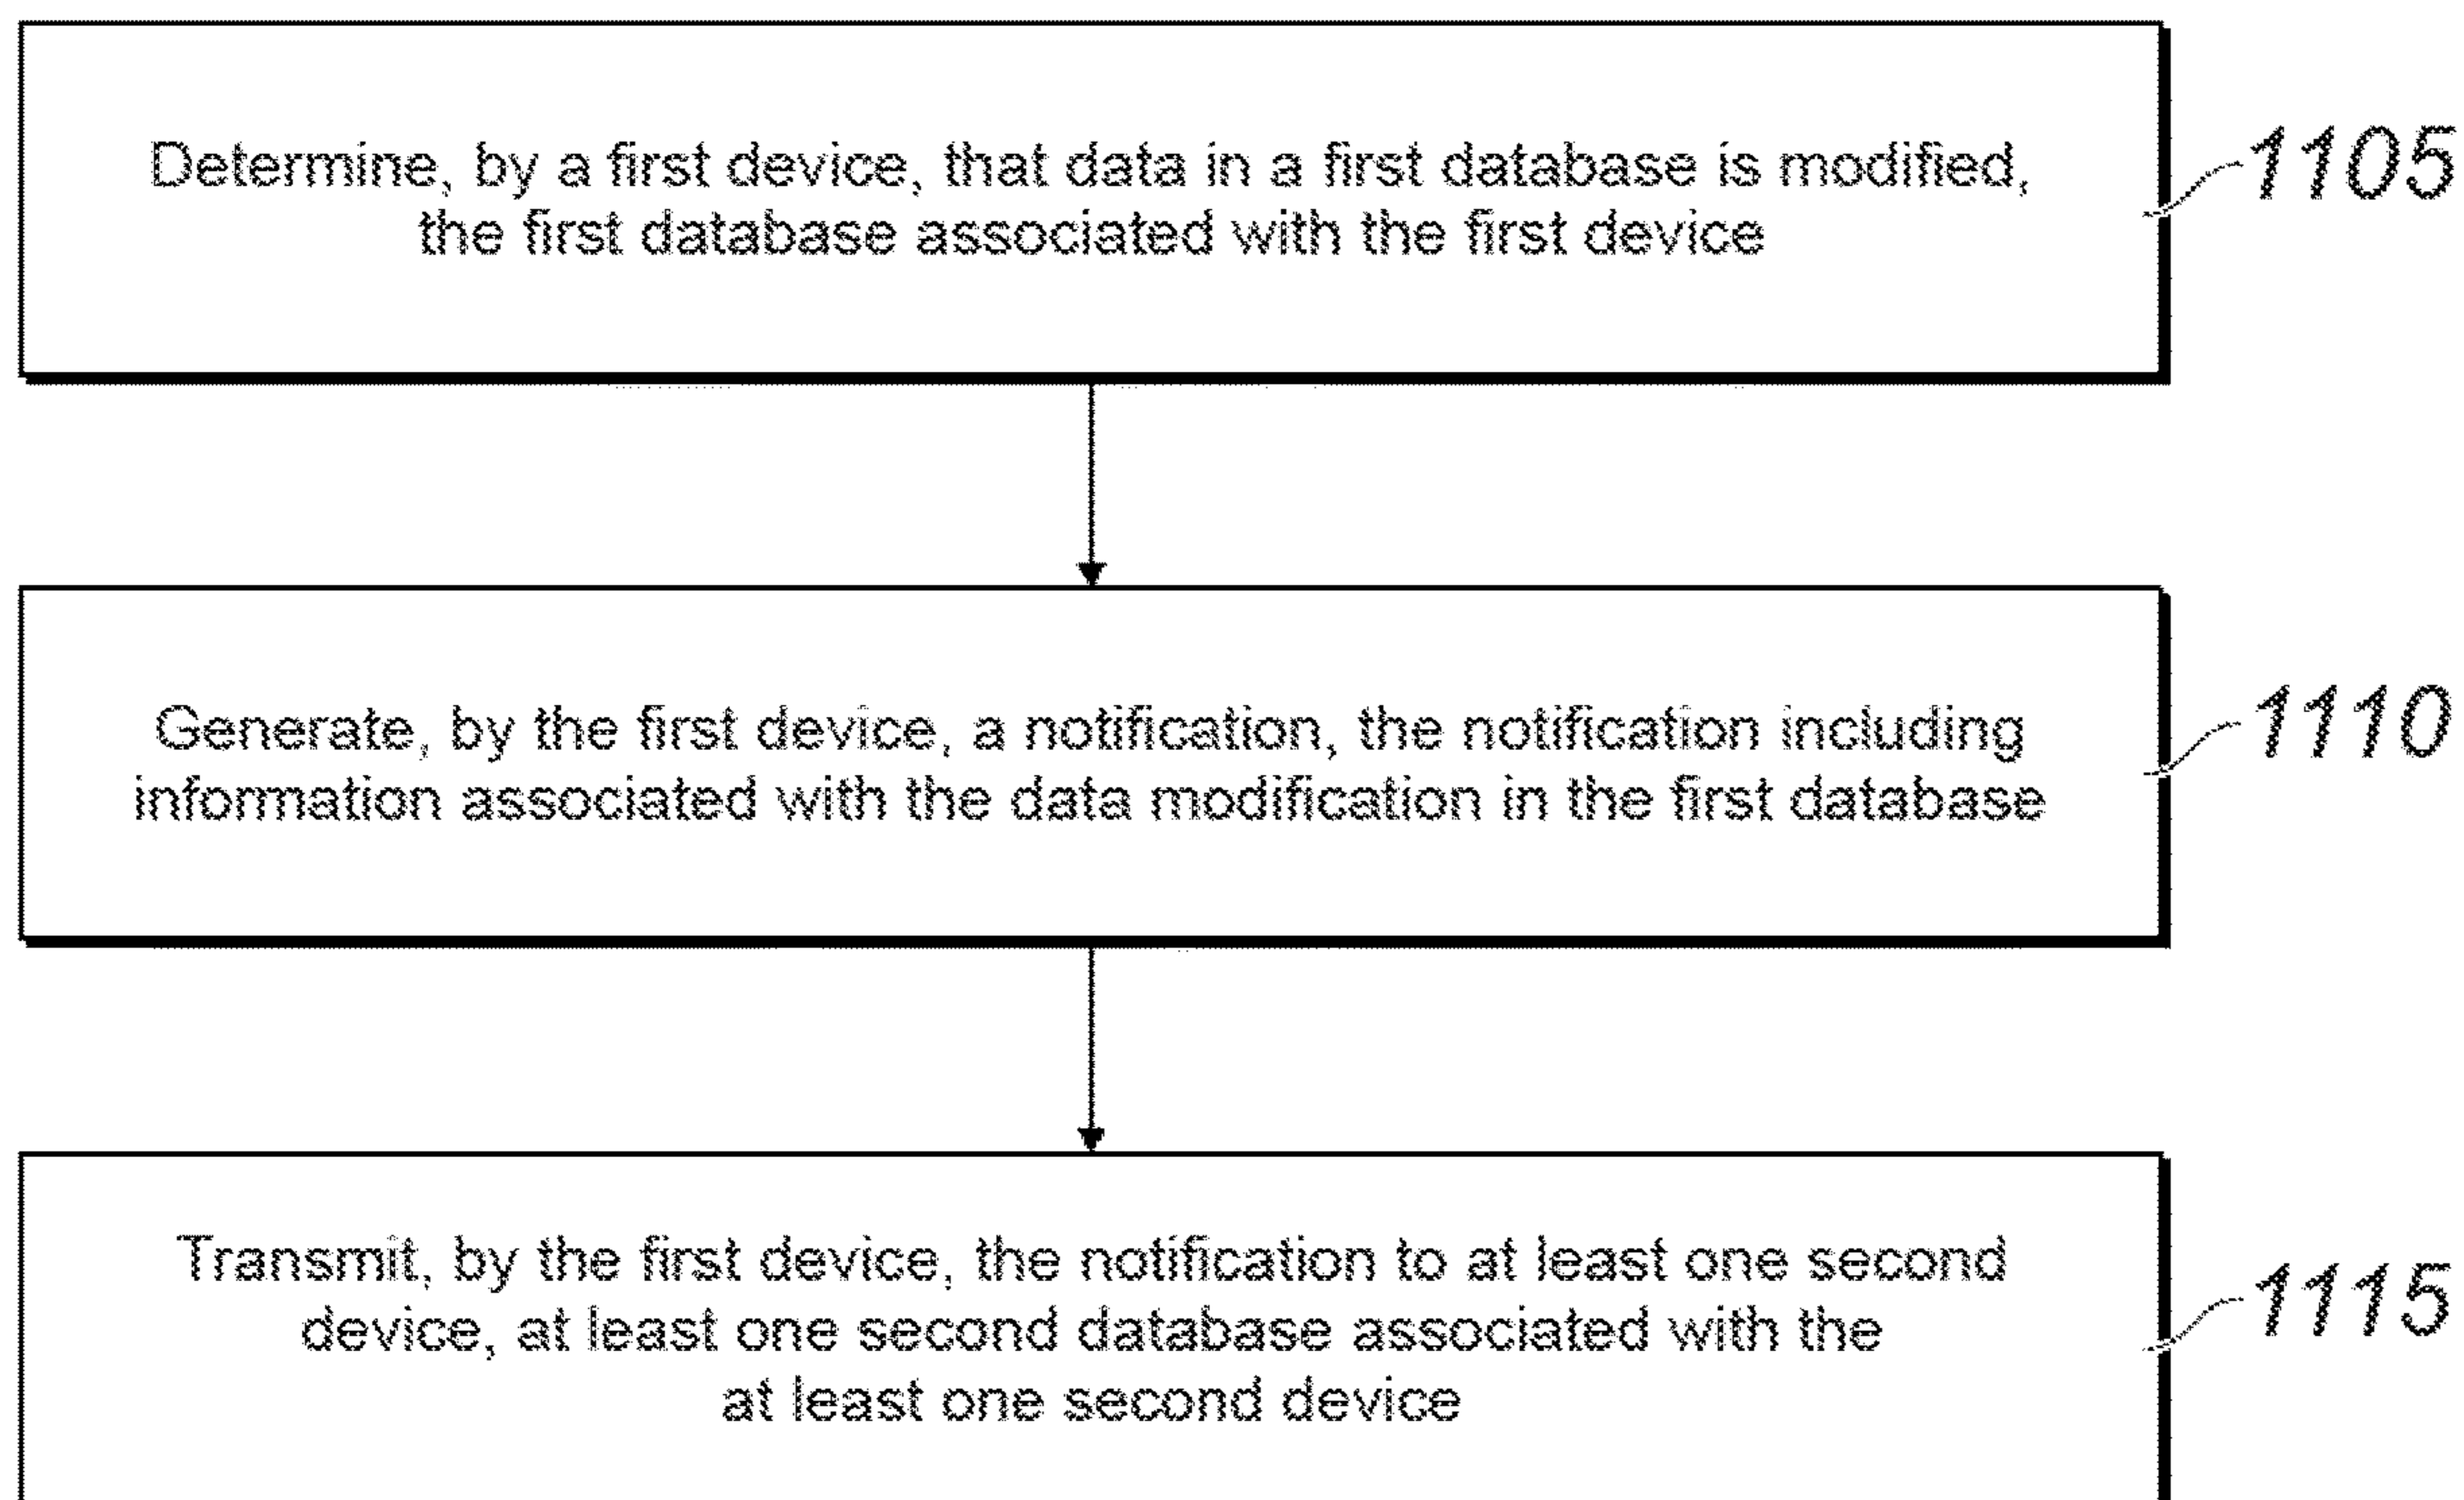 Determine, by a first device, that data in a first database is modified,
the first database associated with the first device
1105
Generate, by the first device, a notification, the notification including
information associated with the data modification in the first database
1110
Transmit, by the first device, the notification to at least one second
device, at least one second database associated with the
at least one second device
1115